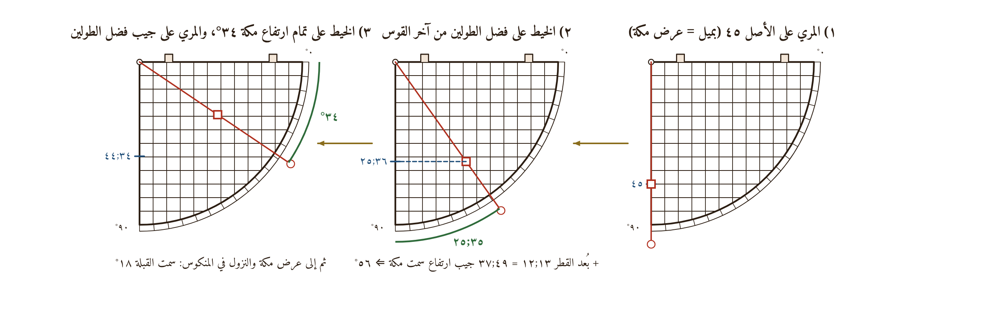 ١) المري على الأصل ٤٥ (بميل = عرض مكة)
٢) الخيط على فضل الطولين من آخر القوس
٣) الخيط على تمام ارتفاع مكة ٣٤°، والمري على جيب فضل الطولين
٠°
٠°
٠°
٣٤°
٤٥
٢٥;٣٦
٤٤;٣٤
٩٠°
٩٠°
٩٠°
٢٥;٣٥
+ بُعد القطر ١٢;١٣ = ٣٧;٤٩ جيب ارتفاع سمت مكة ⇐ ٥٦°
ثم إلى عرض مكة والنزول في المنكوس: سمت القبلة ١٨°